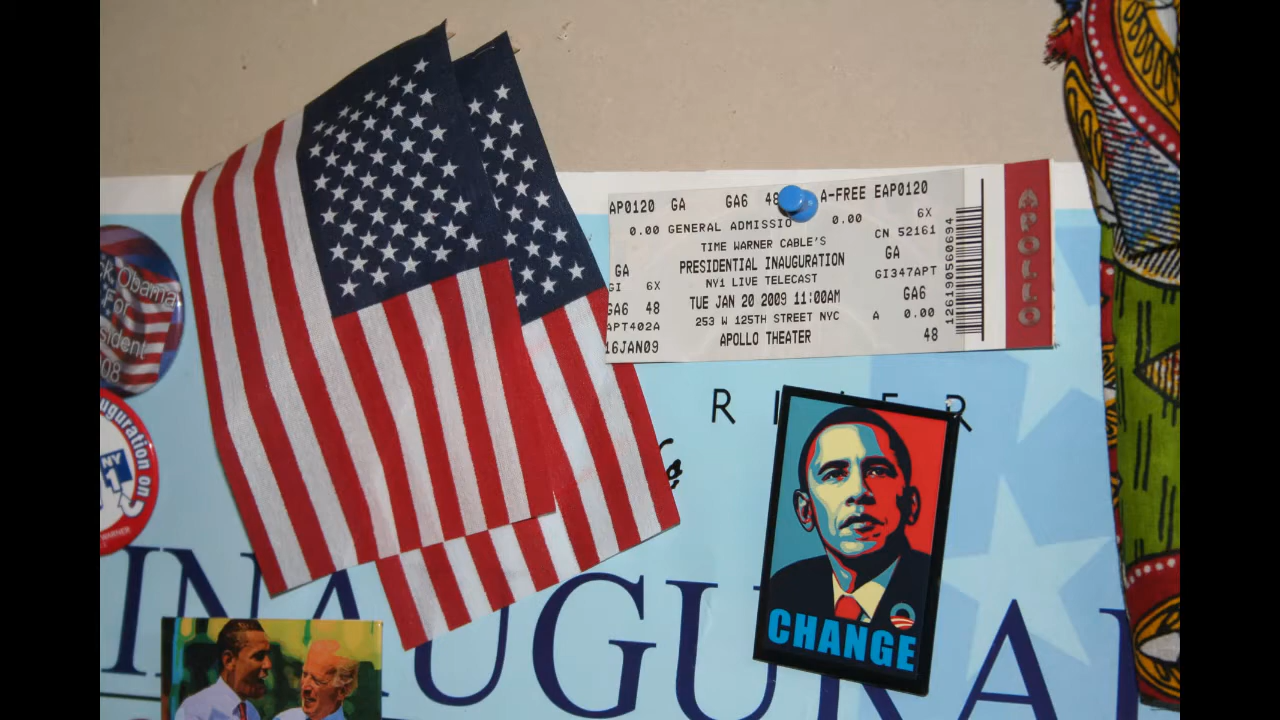 AP0120 GA GA6 48 A-FREE EAP0120
0.00 GENERAL ADMISSIO 0.00 6X
TIME WARNER CABLE'S CN 52161
GA PRESIDENTIAL INAUGURATION GA
GI 6X NY1 LIVE TELECAST GI347APT
GA6 48 TUE JAN 20 2009 11:00AM GA6
APT402A 253 W 125TH STREET NYC A 0.00
16JAN09 APOLLO THEATER 48
126190560694
APOLLO
k Obama
For
sident
08
uguration on
NY
1
WARNER
CHANGE
INAUGURA